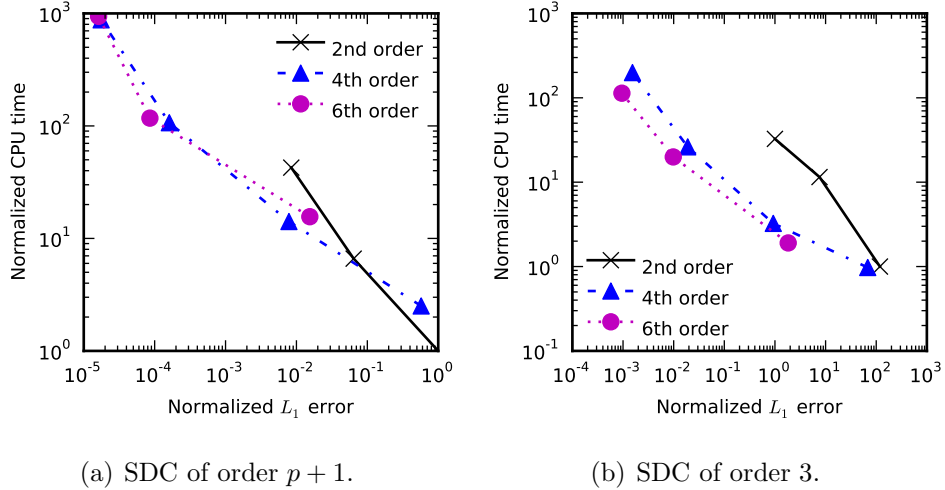 10^3
10^2
10^1
10^0
Normalized CPU time
2nd order
4th order
6th order
10^-5
10^-4
10^-3
10^-2
10^-1
10^0
Normalized L_1 error
(a) SDC of order p + 1.
10^3
10^2
10^1
10^0
10^-1
Normalized CPU time
2nd order
4th order
6th order
10^-4
10^-3
10^-2
10^-1
10^0
10^1
10^2
10^3
Normalized L_1 error
(b) SDC of order 3.